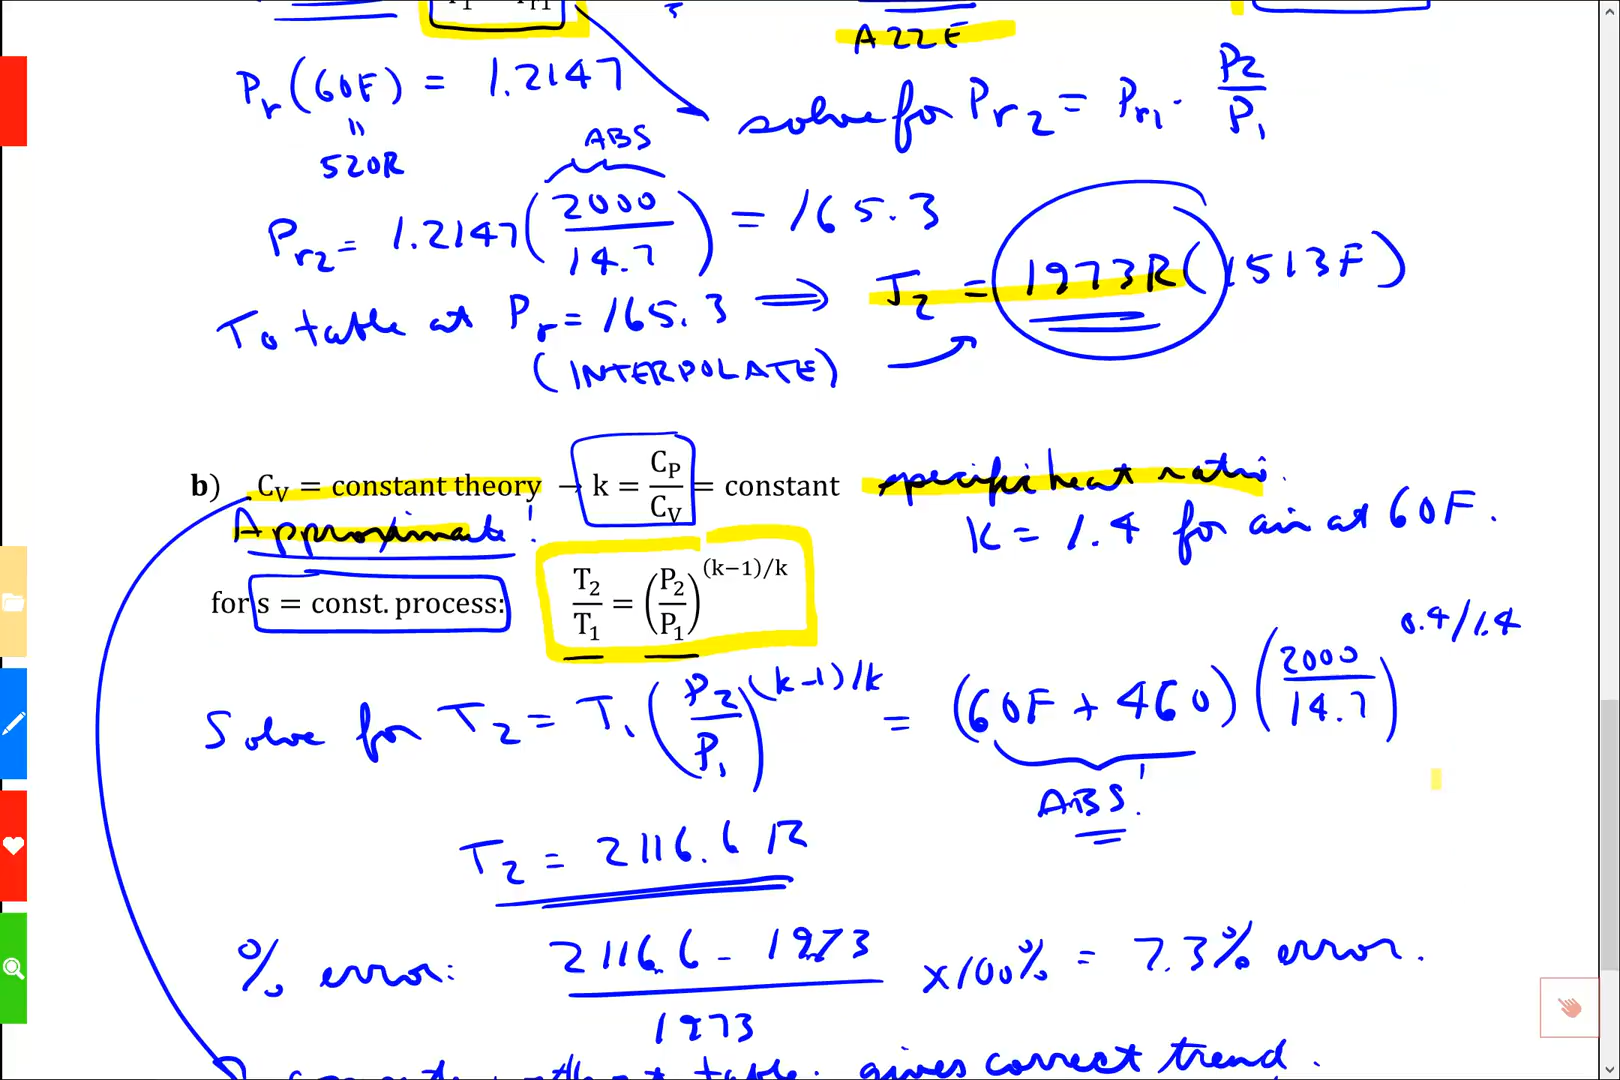 A22E
Pr(60F) = 1.2147
"
520R
solve for Pr2 = Pr1 · P2/P1
ABS
Pr2 = 1.2147(2000/14.7) = 165.3
To table at Pr = 165.3 ⟹ T2 = 1973R (1513F)
(INTERPOLATE)
b) CV = constant theory → k = CP/CV = constant specific heat ratio.
Approximate! K = 1.4 for air at 60F.
for s = const. process: T2/T1 = (P2/P1)^(k−1)/k
Solve for T2 = T1(P2/P1)^(k-1)/k = (60F + 460)(2000/14.7)^0.4/1.4
ABS!
T2 = 2116.6 R
% error: (2116.6 - 1973)/1973 x100% = 7.3% error.
table. gives correct trend.